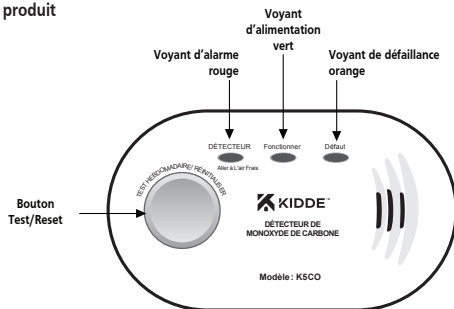 produit
Voyant
d'alimentation
vert
Voyant d'alarme
rouge
Voyant de défaillance
orange
DÉTECTEUR
Fonctionner
Défaut
Aller à L'air Frais
TEST HEBDOMADAIRE/ RÉINITIALISER
Bouton
Test/Reset
KIDDE™
DÉTECTEUR DE
MONOXYDE DE CARBONE
Modèle : K5CO